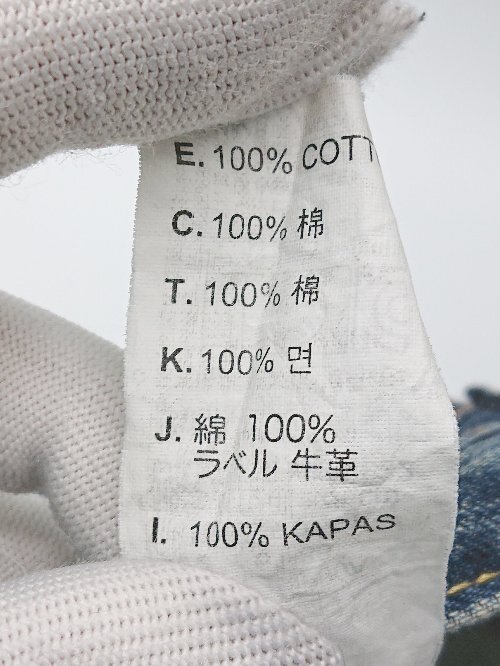 E. 100% COTT
C. 100% 棉
T. 100% 棉
K. 100% 면
J. 綿 100%
ラベル 牛革
I. 100% KAPAS